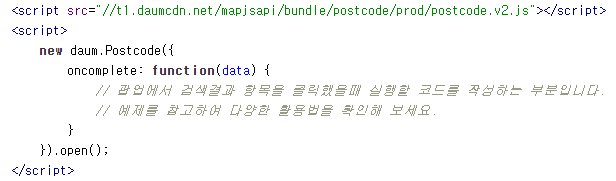 <script src="//t1.daumcdn.net/mapjsapi/bundle/postcode/prod/postcode.v2.js"></script>
<script>
    new daum.Postcode({
        oncomplete: function(data) {
            // 팝업에서 검색결과 항목을 클릭했을때 실행할 코드를 작성하는 부분입니다.
            // 예제를 참고하여 다양한 활용법을 확인해 보세요.
        }
    }).open();
</script>